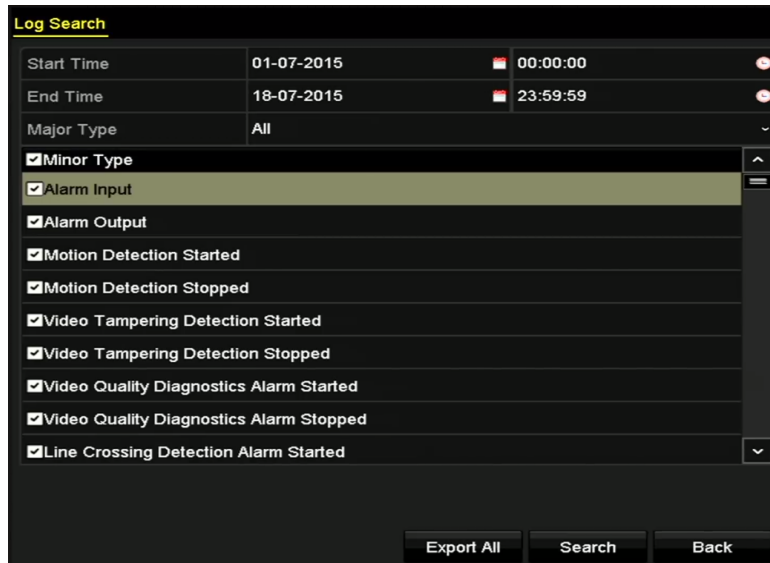 Log Search
Start Time 01-07-2015 00:00:00
End Time 18-07-2015 23:59:59
Major Type All
Minor Type
Alarm Input
Alarm Output
Motion Detection Started
Motion Detection Stopped
Video Tampering Detection Started
Video Tampering Detection Stopped
Video Quality Diagnostics Alarm Started
Video Quality Diagnostics Alarm Stopped
Line Crossing Detection Alarm Started
Export All Search Back